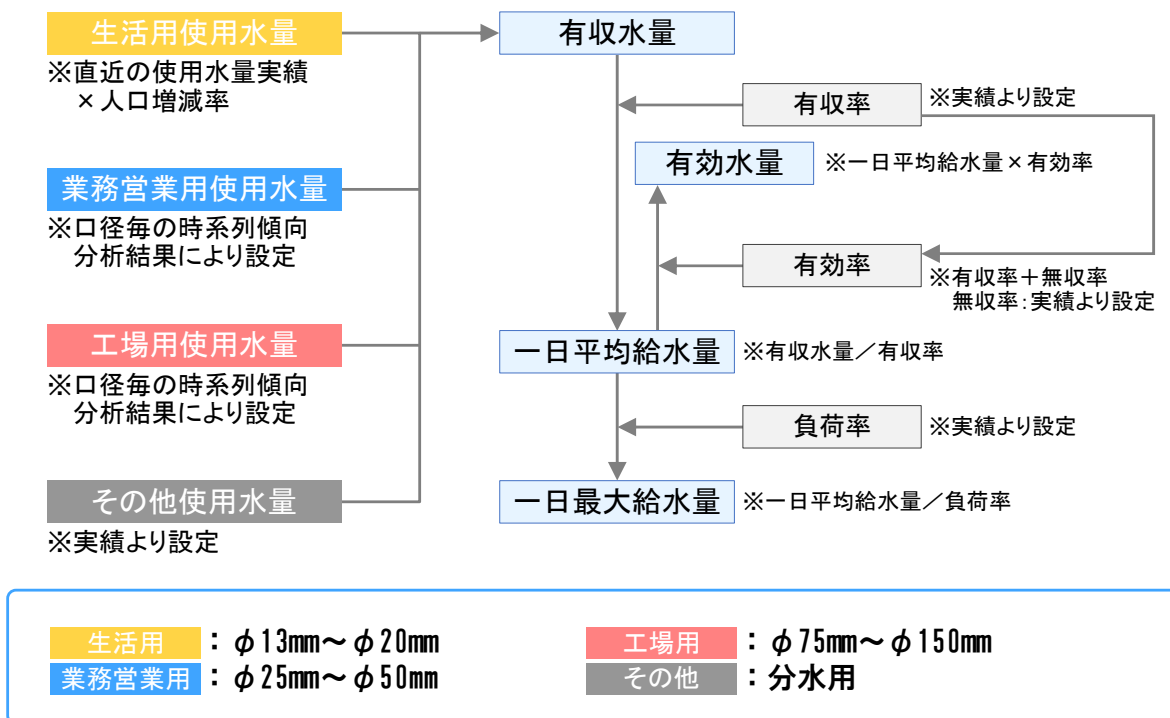 生活用使用水量
※直近の使用水量実績
×人口増減率
業務営業用使用水量
※口径毎の時系列傾向
分析結果により設定
工場用使用水量
※口径毎の時系列傾向
分析結果により設定
その他使用水量
※実績より設定
有収水量
有収率 ※実績より設定
有効水量 ※一日平均給水量×有効率
有効率 ※有収率＋無収率
無収率：実績より設定
一日平均給水量 ※有収水量／有収率
負荷率 ※実績より設定
一日最大給水量 ※一日平均給水量／負荷率
生活用 ：φ13mm～φ20mm
業務営業用 ：φ25mm～φ50mm
工場用 ：φ75mm～φ150mm
その他 ：分水用